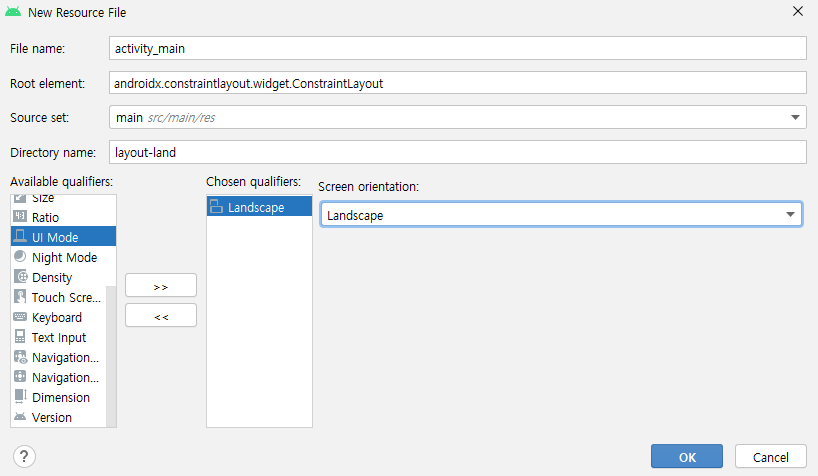 New Resource File
File name:
activity_main
Root element:
androidx.constraintlayout.widget.ConstraintLayout
Source set:
main src/main/res
Directory name:
layout-land
Available qualifiers:
Size
Ratio
UI Mode
Night Mode
Density
Touch Scre...
Keyboard
Text Input
Navigation...
Navigation...
Dimension
Version
>>
<<
Chosen qualifiers:
Landscape
Screen orientation:
Landscape
?
OK
Cancel